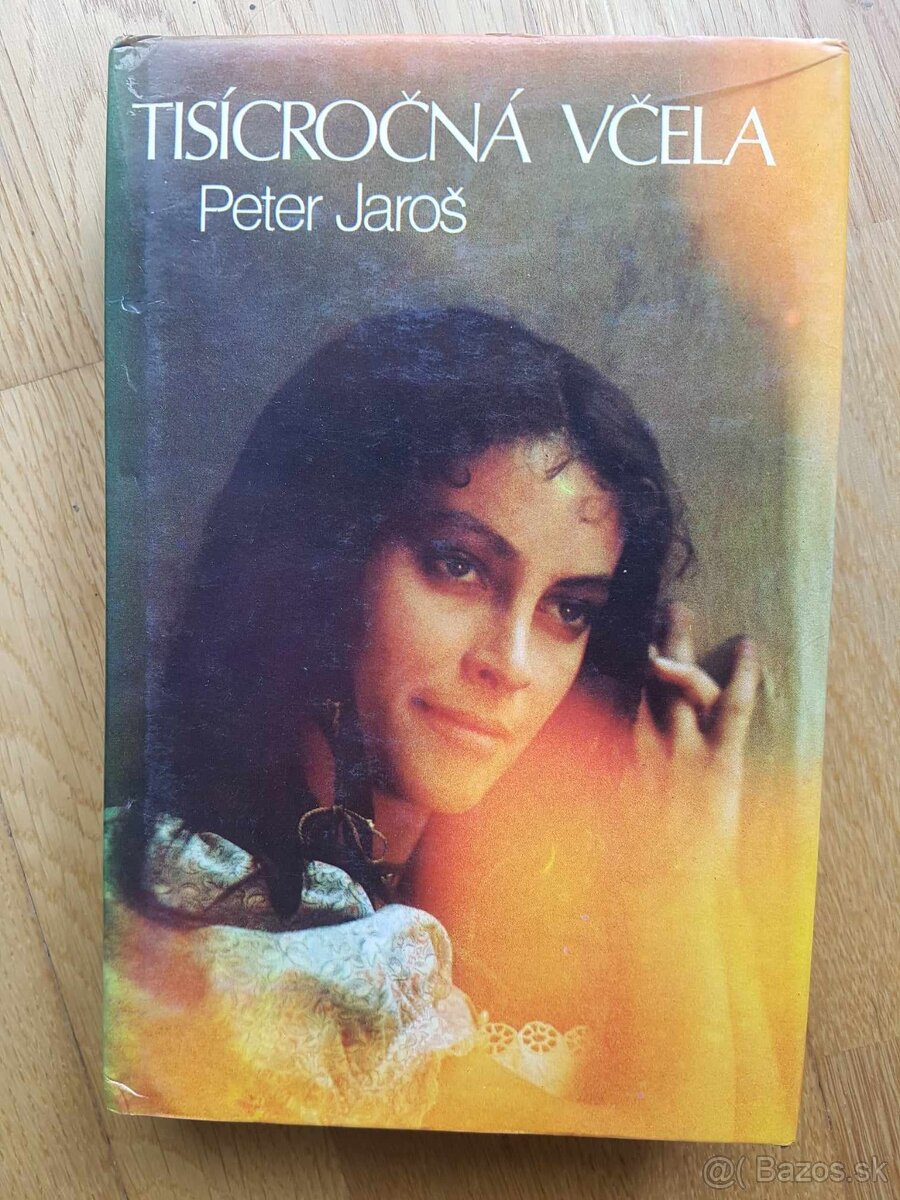 TISÍCROČNÁ VČELA
Peter Jaroš
@( Bazos.sk